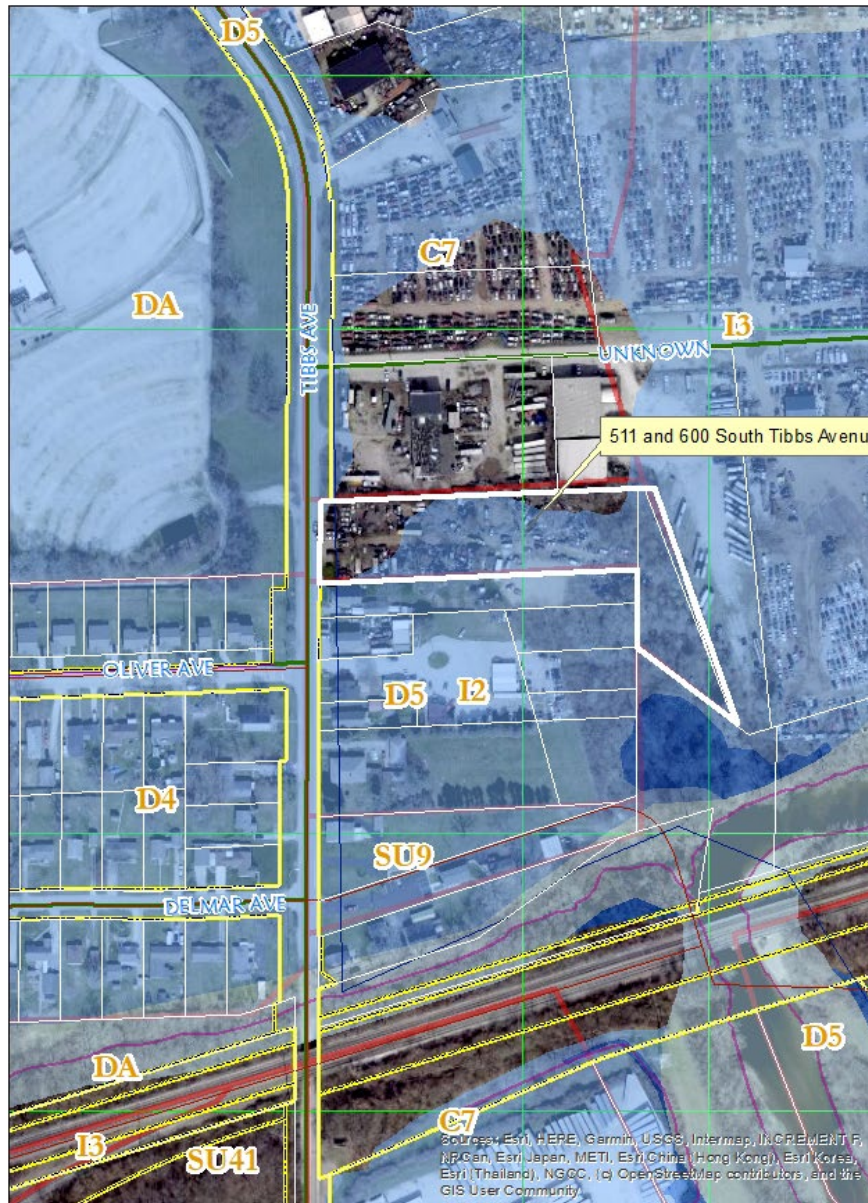 D5
C7
DA
TIBBS AVE
I3
UNKNOWN
511 and 600 South Tibbs Avenu
OLIVER AVE
D5
I2
D4
SU9
DELMAR AVE
DA
D5
C7
I3
SU41
Sources: Esri, HERE, Garmin, USGS, Intermap, INCREMENT P,
NRCan, Esri Japan, METI, Esri China (Hong Kong), Esri Korea,
Esri (Thailand), NGCC, (c) OpenStreetMap contributors, and the
GIS User Community